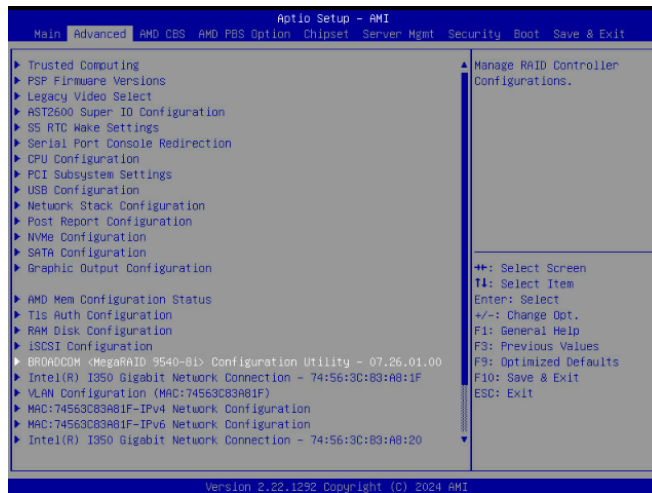 Aptio Setup - AMI
Main Advanced AMD CBS AMD PBS Option Chipset Server Mgmt Security Boot Save & Exit
Trusted Computing
PSP Firmware Versions
Legacy Video Select
AST2600 Super IO Configuration
S5 RTC Wake Settings
Serial Port Console Redirection
CPU Configuration
PCI Subsystem Settings
USB Configuration
Network Stack Configuration
Post Report Configuration
NVMe Configuration
SATA Configuration
Graphic Output Configuration
AMD Mem Configuration Status
Tls Auth Configuration
RAM Disk Configuration
iSCSI Configuration
BROADCOM <MegaRAID 9540-8i> Configuration Utility - 07.26.01.00
Intel(R) I350 Gigabit Network Connection - 74:56:3C:83:A8:1F
VLAN Configuration (MAC:74563C83A81F)
MAC:74563C83A81F-IPv4 Network Configuration
MAC:74563C83A81F-IPv6 Network Configuration
Intel(R) I350 Gigabit Network Connection - 74:56:3C:83:A8:20
Manage RAID Controller
Configurations.
→←: Select Screen
↑↓: Select Item
Enter: Select
+/-: Change Opt.
F1: General Help
F3: Previous Values
F9: Optimized Defaults
F10: Save & Exit
ESC: Exit
Version 2.22.1292 Copyright (C) 2024 AMI